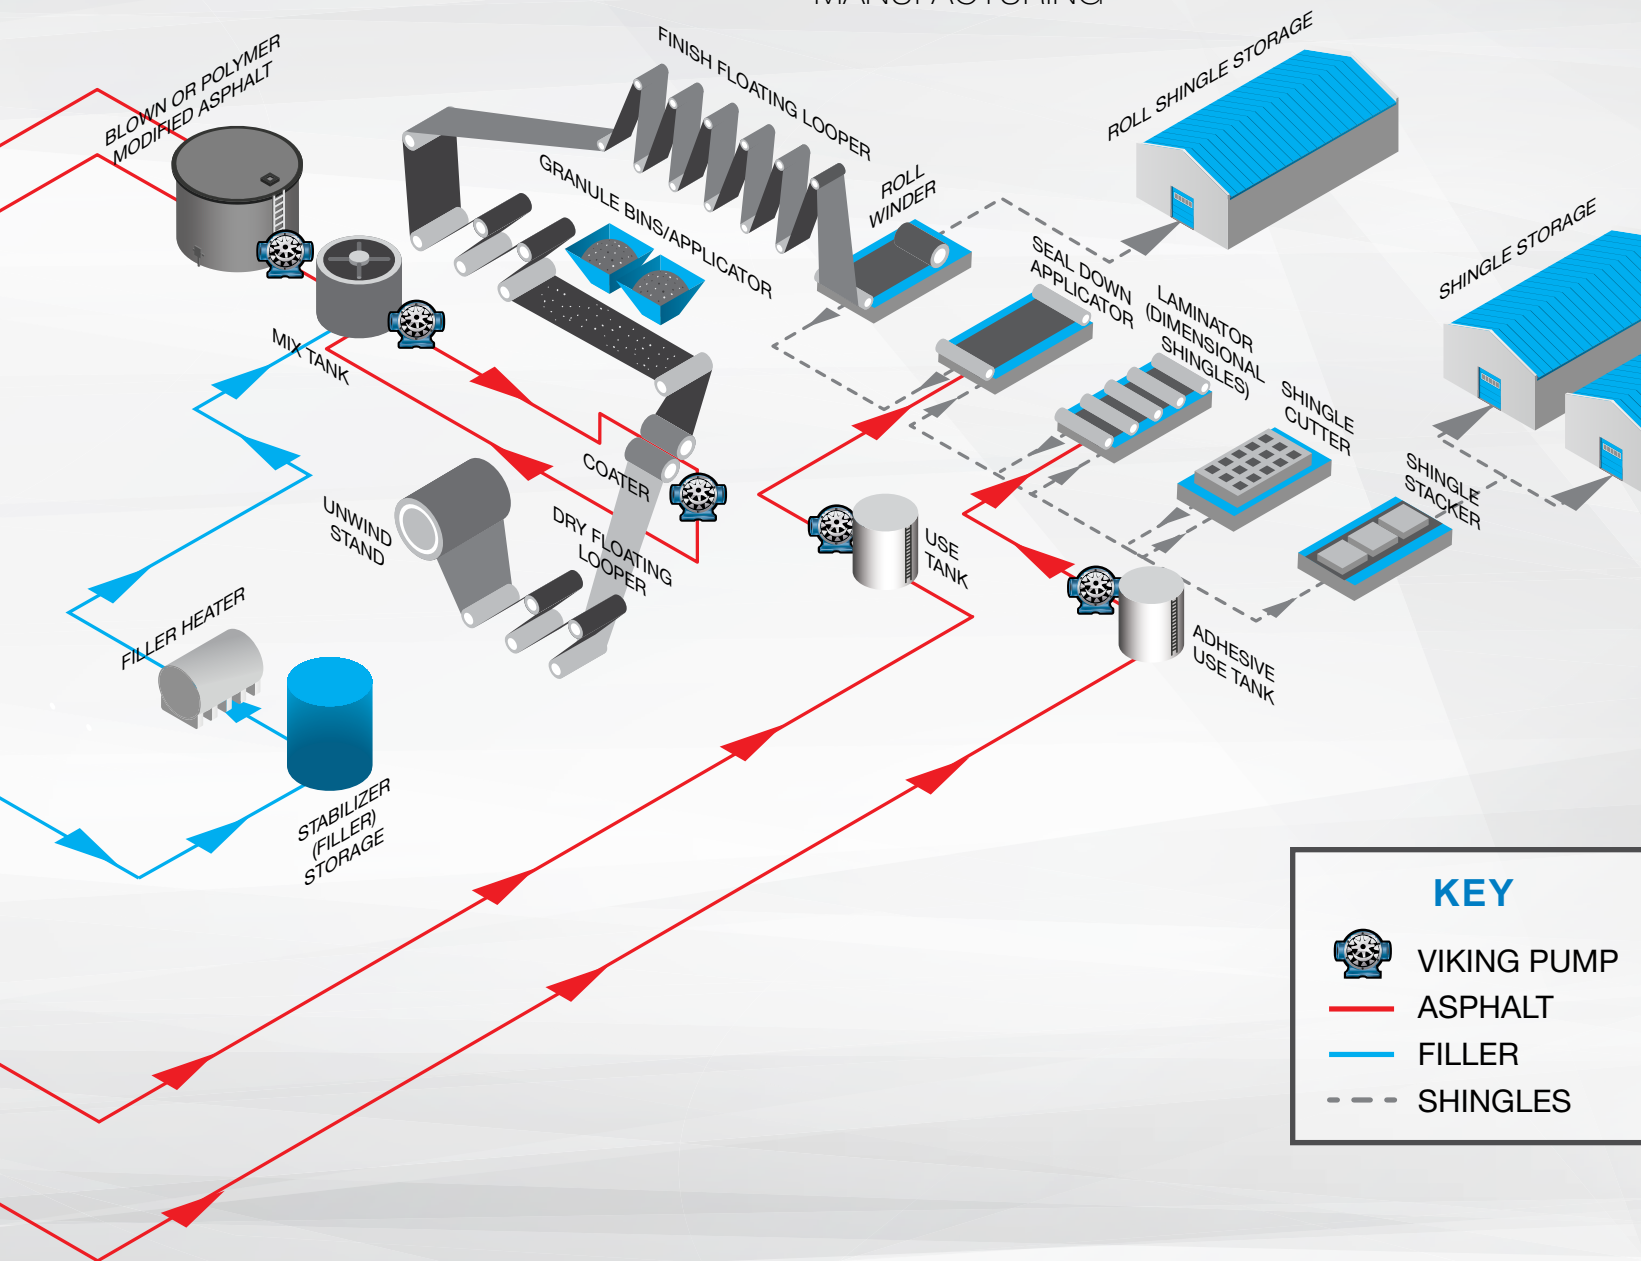 MANUFACTURING
BLOWN OR POLYMER
MODIFIED ASPHALT
FINISH FLOATING LOOPER
ROLL SHINGLE STORAGE
GRANULE BINS/APPLICATOR
ROLL
WINDER
SHINGLE STORAGE
SEAL DOWN
APPLICATOR
LAMINATOR
(DIMENSIONAL
SHINGLES)
MIX TANK
SHINGLE
CUTTER
COATER
SHINGLE
STACKER
UNWIND
STAND
DRY FLOATING
LOOPER
USE
TANK
FILLER HEATER
ADHESIVE
USE TANK
STABILIZER
(FILLER)
STORAGE
KEY
VIKING PUMP
ASPHALT
FILLER
SHINGLES